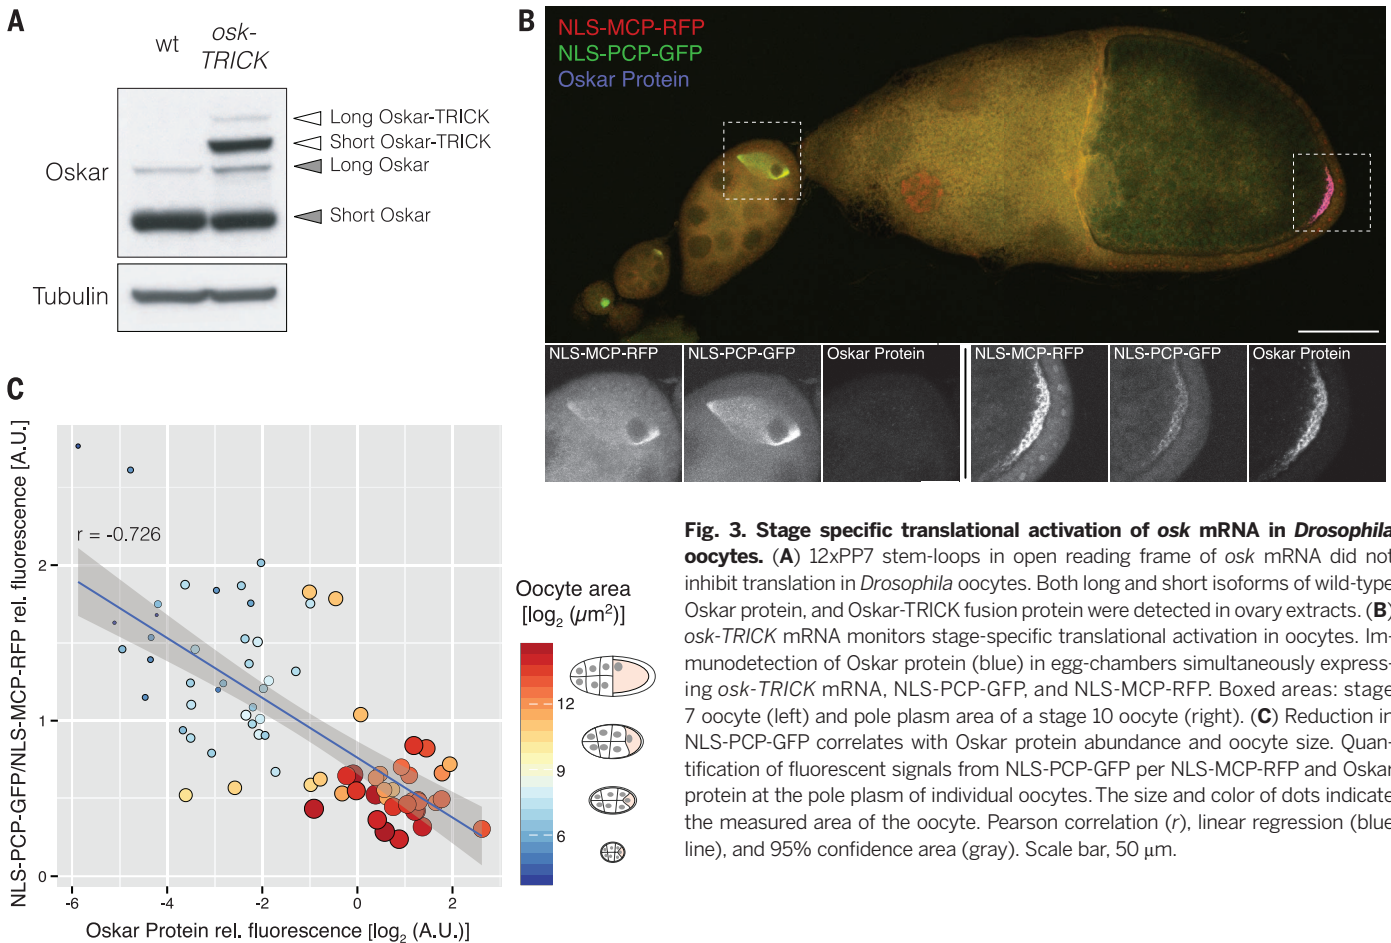 A
wt
osk-
TRICK
Oskar
Long Oskar-TRICK
Short Oskar-TRICK
Long Oskar
Short Oskar
Tubulin
B
NLS-MCP-RFP
NLS-PCP-GFP
Oskar Protein
NLS-MCP-RFP
NLS-PCP-GFP
Oskar Protein
NLS-MCP-RFP
NLS-PCP-GFP
Oskar Protein
C
NLS-PCP-GFP/NLS-MCP-RFP rel. fluorescence [A.U.]
2
1
0
r = -0.726
-6
-4
-2
0
2
Oskar Protein rel. fluorescence [log2 (A.U.)]
Oocyte area
[log2 (μm2)]
12
9
6
Fig. 3. Stage specific translational activation of osk mRNA in Drosophila
oocytes. (A) 12xPP7 stem-loops in open reading frame of osk mRNA did not
inhibit translation in Drosophila oocytes. Both long and short isoforms of wild-type
Oskar protein, and Oskar-TRICK fusion protein were detected in ovary extracts. (B)
osk-TRICK mRNA monitors stage-specific translational activation in oocytes. Im-
munodetection of Oskar protein (blue) in egg-chambers simultaneously express-
ing osk-TRICK mRNA, NLS-PCP-GFP, and NLS-MCP-RFP. Boxed areas: stage
7 oocyte (left) and pole plasm area of a stage 10 oocyte (right). (C) Reduction in
NLS-PCP-GFP correlates with Oskar protein abundance and oocyte size. Quan-
tification of fluorescent signals from NLS-PCP-GFP per NLS-MCP-RFP and Oskar
protein at the pole plasm of individual oocytes. The size and color of dots indicate
the measured area of the oocyte. Pearson correlation (r), linear regression (blue
line), and 95% confidence area (gray). Scale bar, 50 μm.